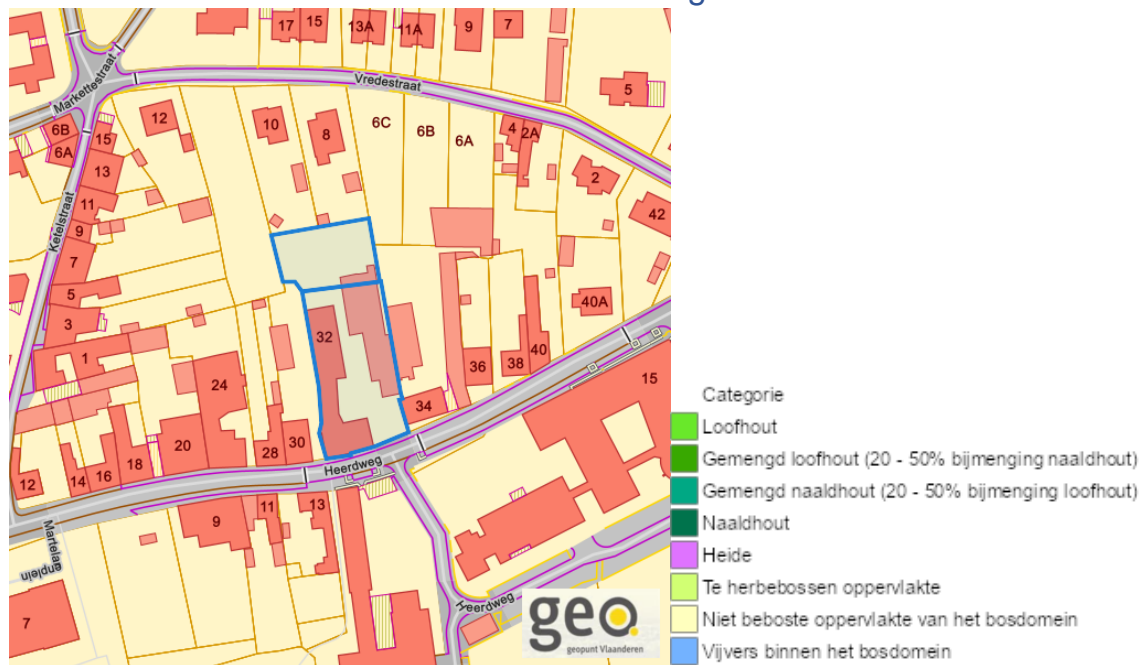 17 15 13A 11A 9 7
5
Vredestraat
Markettestraat
6B
6A
15
12
10
8
6C
6B
6A
4
2A
2
42
13
11
9
7
5
3
1
Ketelstraat
32
40A
24
36
38
40
34
15
20
18
16
14
12
28
30
Heerdweg
9
11
13
Martelaenplein
7
Heerdweg
geo
geopunt Vlaanderen
Categorie
Loofhout
Gemengd loofhout (20 - 50% bijmenging naaldhout)
Gemengd naaldhout (20 - 50% bijmenging loofhout)
Naaldhout
Heide
Te herbebossen oppervlakte
Niet beboste oppervlakte van het bosdomein
Vijvers binnen het bosdomein